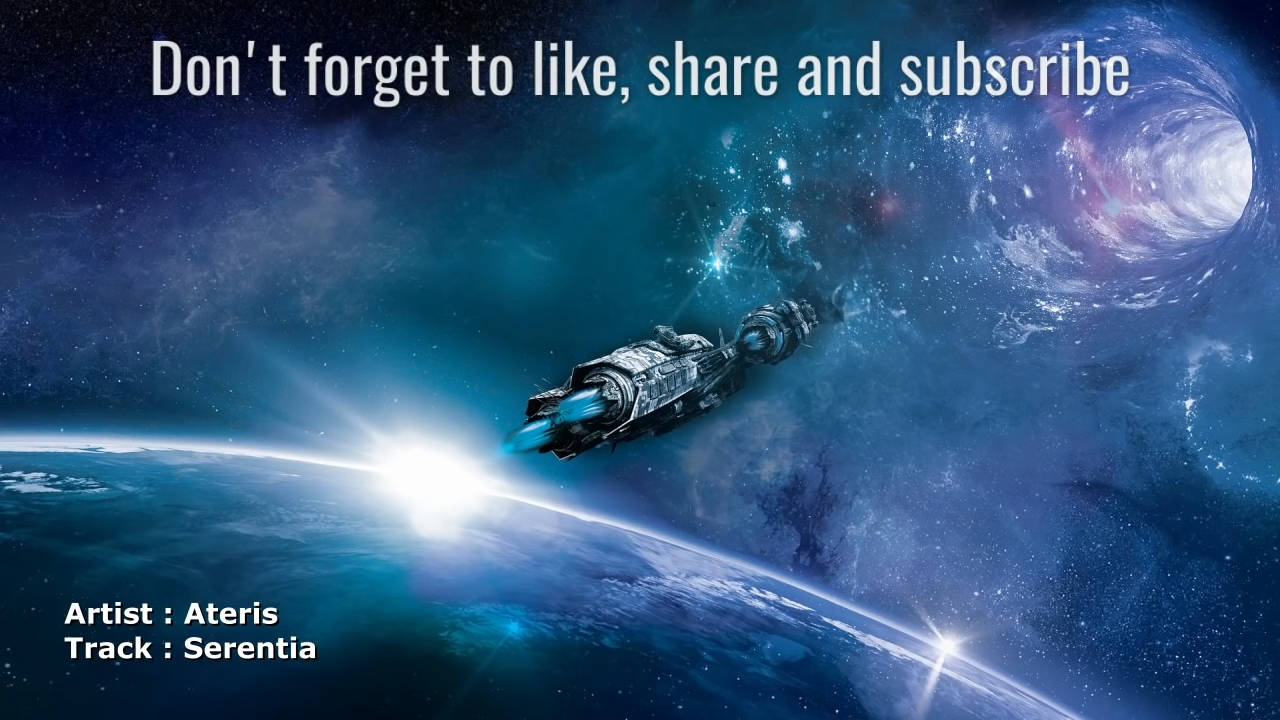 Don't forget to like, share and subscribe
Artist : Ateris
Track : Serentia